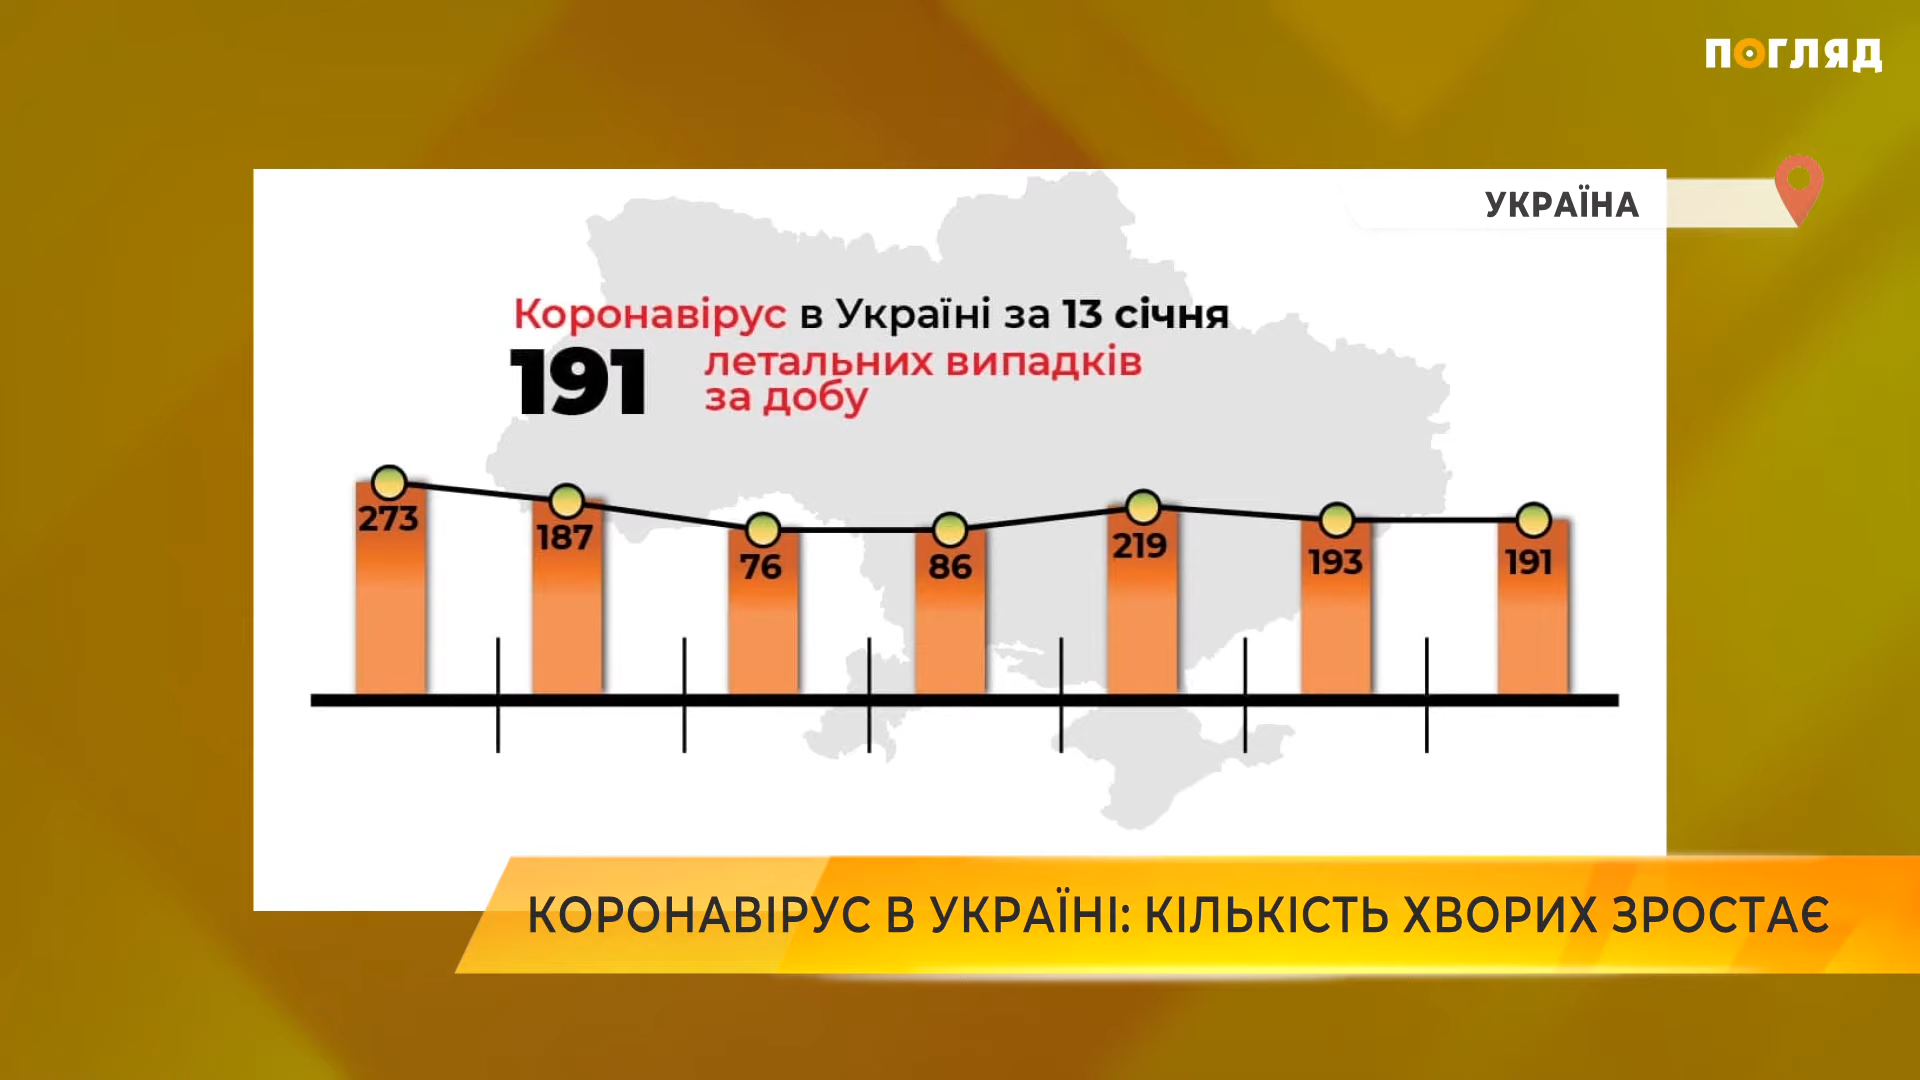 ПОГЛЯД
УКРАЇНА
Коронавірус в Україні за 13 січня
191 летальних випадків
за добу
273
187
76
86
219
193
191
КОРОНАВІРУС В УКРАЇНІ: КІЛЬКІСТЬ ХВОРИХ ЗРОСТАЄ